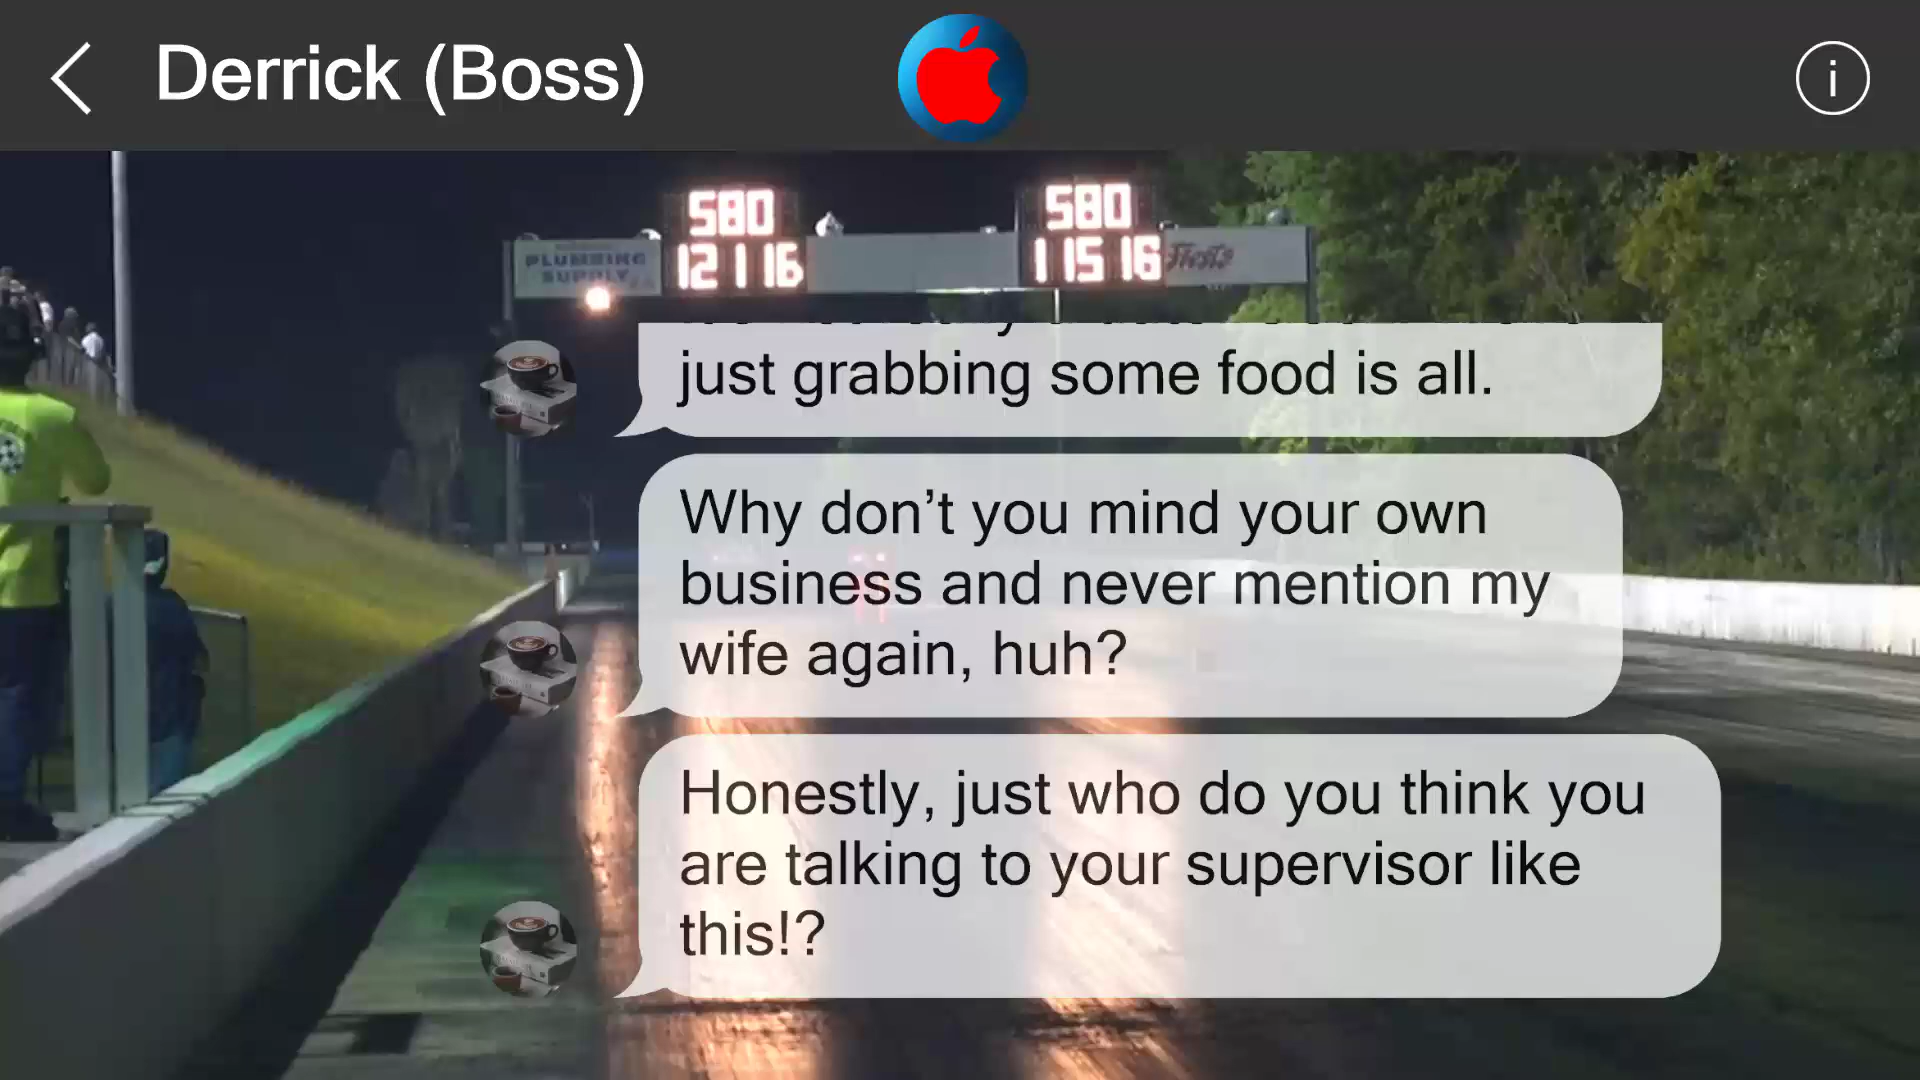 Derrick (Boss)
580
580
PLUMBING
SUPPLY
12 1 16
1 15 16
just grabbing some food is all.
Why don’t you mind your own
business and never mention my
wife again, huh?
Honestly, just who do you think you
are talking to your supervisor like
this!?